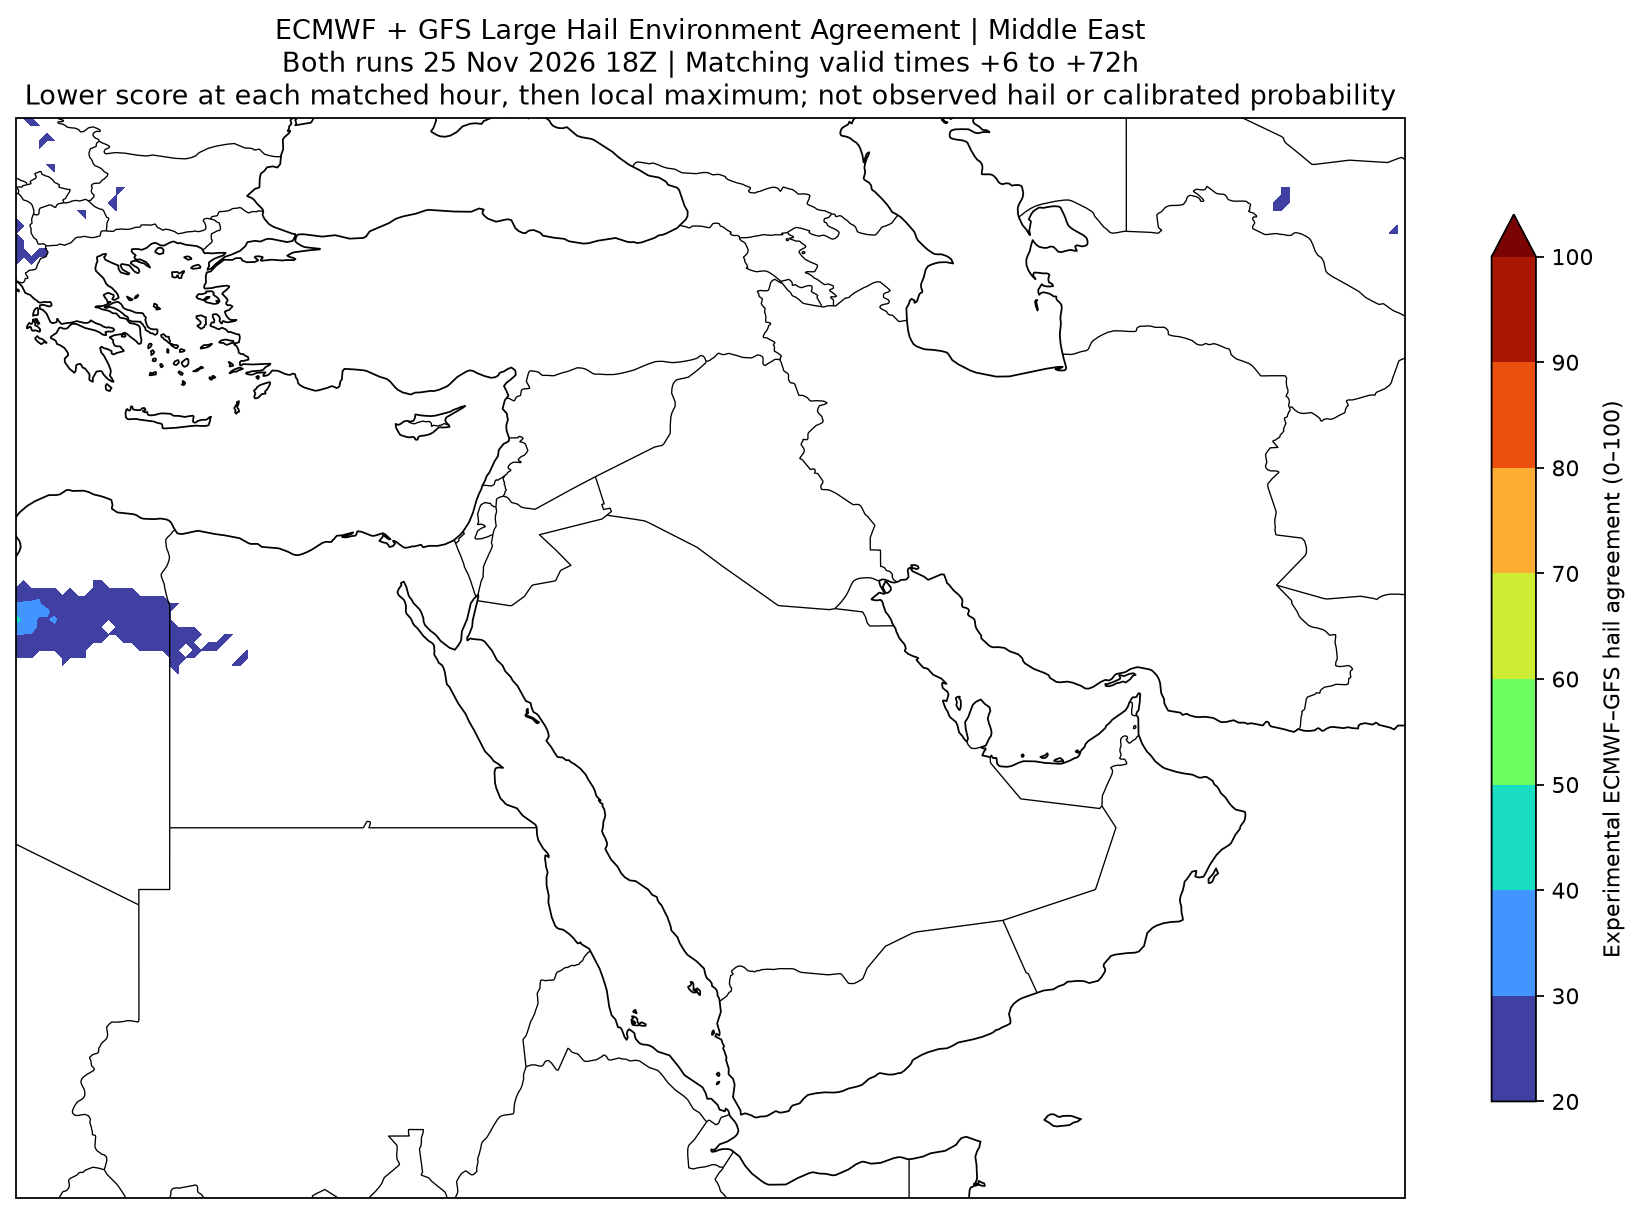 ECMWF + GFS Large Hail Environment Agreement | Middle East
Both runs 25 Nov 2026 18Z | Matching valid times +6 to +72h
Lower score at each matched hour, then local maximum; not observed hail or calibrated probability
100
90
80
70
60
50
40
30
20
Experimental ECMWF–GFS hail agreement (0–100)